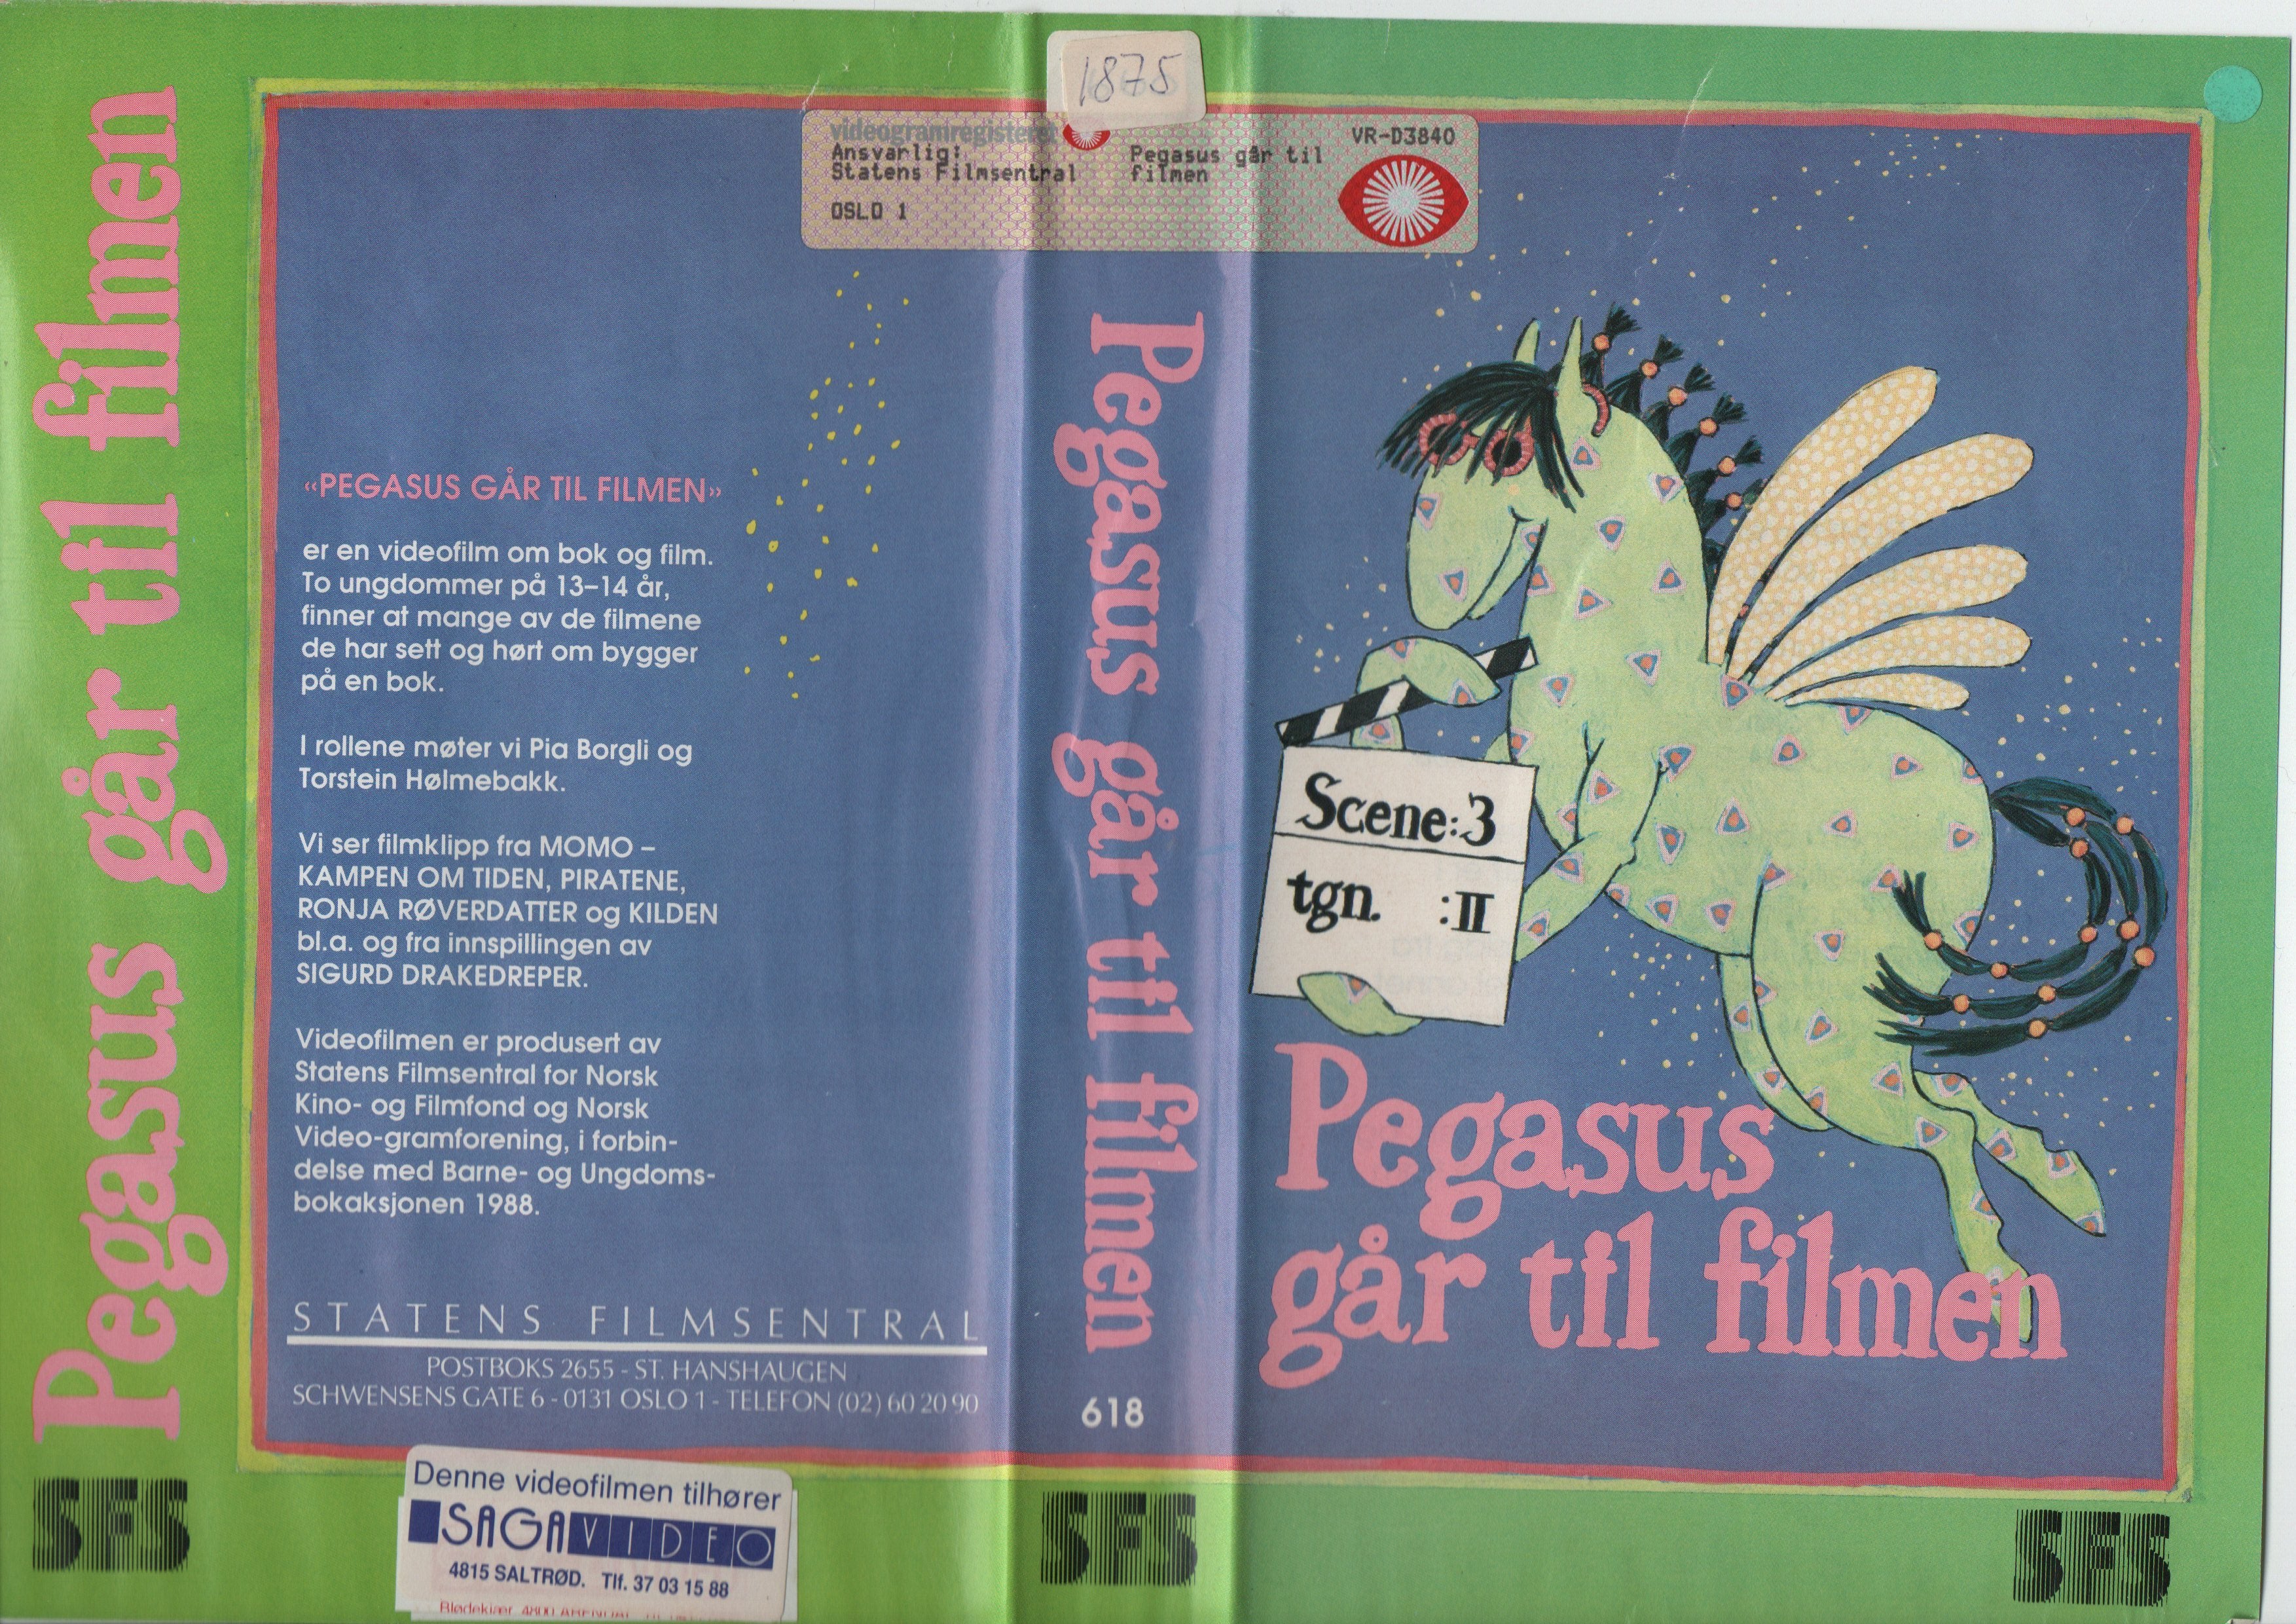 Pegasus går til filmen
SFS
«PEGASUS GÅR TIL FILMEN»
er en videofilm om bok og film.
To ungdommer på 13–14 år,
finner at mange av de filmene
de har sett og hørt om bygger
på en bok.
I rollene møter vi Pia Borgli og
Torstein Hølmebakk.
Vi ser filmklipp fra MOMO –
KAMPEN OM TIDEN, PIRATENE,
RONJA RØVERDATTER og KILDEN
bl.a. og fra innspillingen av
SIGURD DRAKEDREPER.
Videofilmen er produsert av
Statens Filmsentral for Norsk
Kino- og Filmfond og Norsk
Video-gramforening, i forbin-
delse med Barne- og Ungdoms-
bokaksjonen 1988.
STATENS FILMSENTRAL
POSTBOKS 2655 - ST. HANSHAUGEN
SCHWENSENS GATE 6 - 0131 OSLO 1 - TELEFON (02) 60 20 90
Denne videofilmen tilhører
SAGA VIDEO
4815 SALTRØD. Tlf. 37 03 15 88
Blødekjær, 4800 ARENDAL
1875
videogramregisteret
Ansvarlig:
Statens Filmsentral
OSLO 1
Pegasus går til
filmen
VR-D3840
Pegasus går til filmen
618
SFS
Scene:3
tgn. :II
Pegasus
går til filmen
SFS